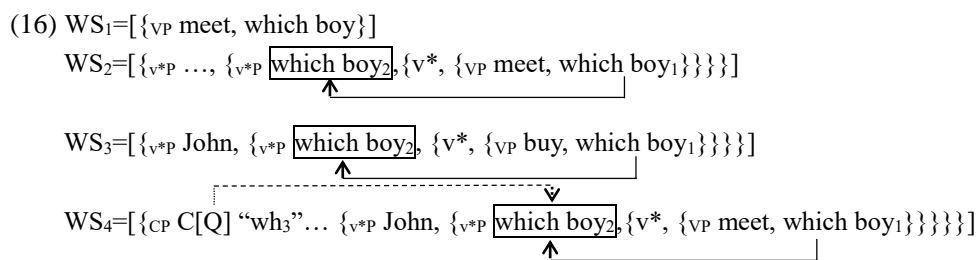 (16) WS₁=[{VP meet, which boy}]
WS₂=[{v*P …, {v*P which boy₂,{v*, {VP meet, which boy₁}}}}]
WS₃=[{v*P John, {v*P which boy₂, {v*, {VP buy, which boy₁}}}}]
WS₄=[{CP C[Q] “wh₃”… {v*P John, {v*P which boy₂,{v*, {VP meet, which boy₁}}}}}]